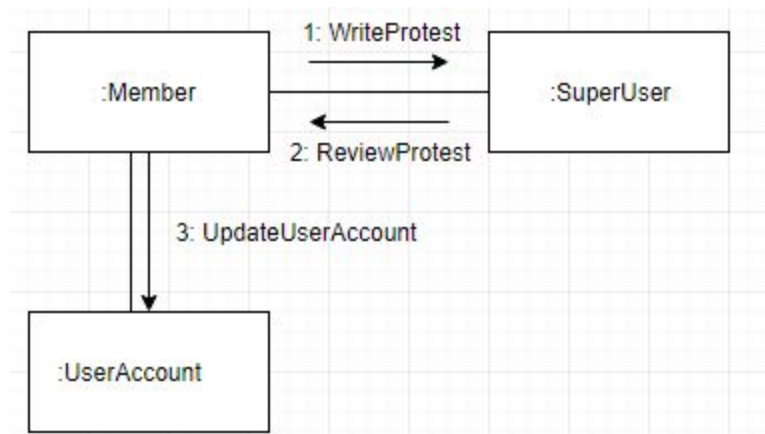 1: WriteProtest
:Member
:SuperUser
2: ReviewProtest
3: UpdateUserAccount
:UserAccount